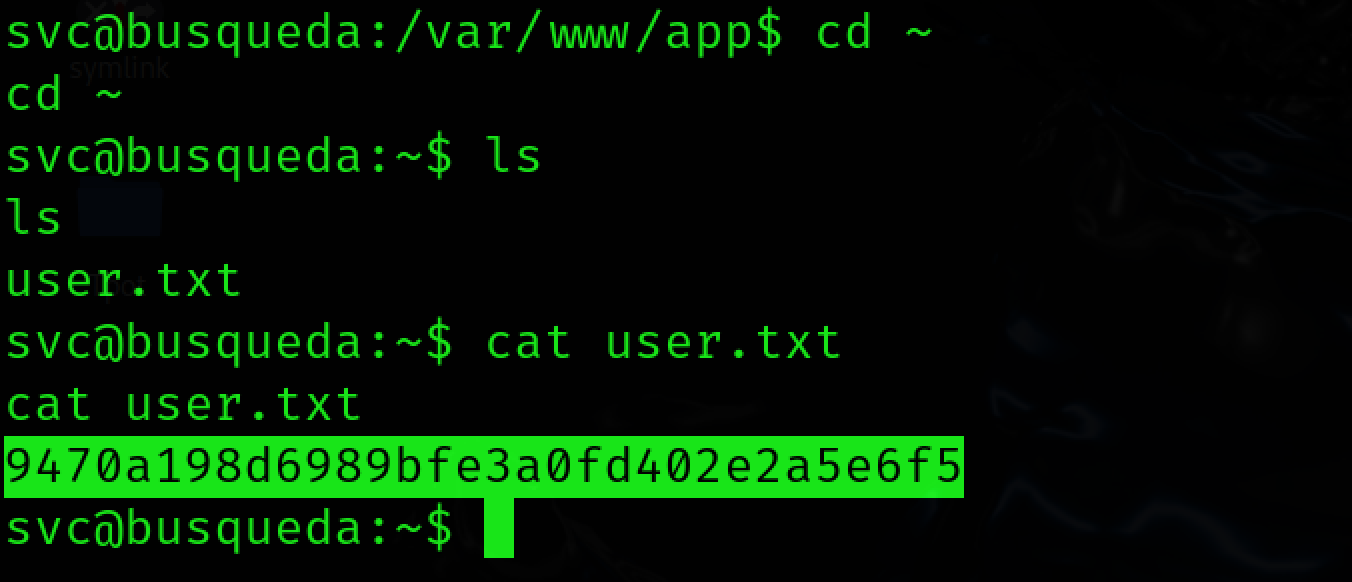 svc@busqueda:/var/www/app$ cd ~
symlink
cd ~
svc@busqueda:~$ ls
ls
user.txt
svc@busqueda:~$ cat user.txt
cat user.txt
9470a198d6989bfe3a0fd402e2a5e6f5
svc@busqueda:~$